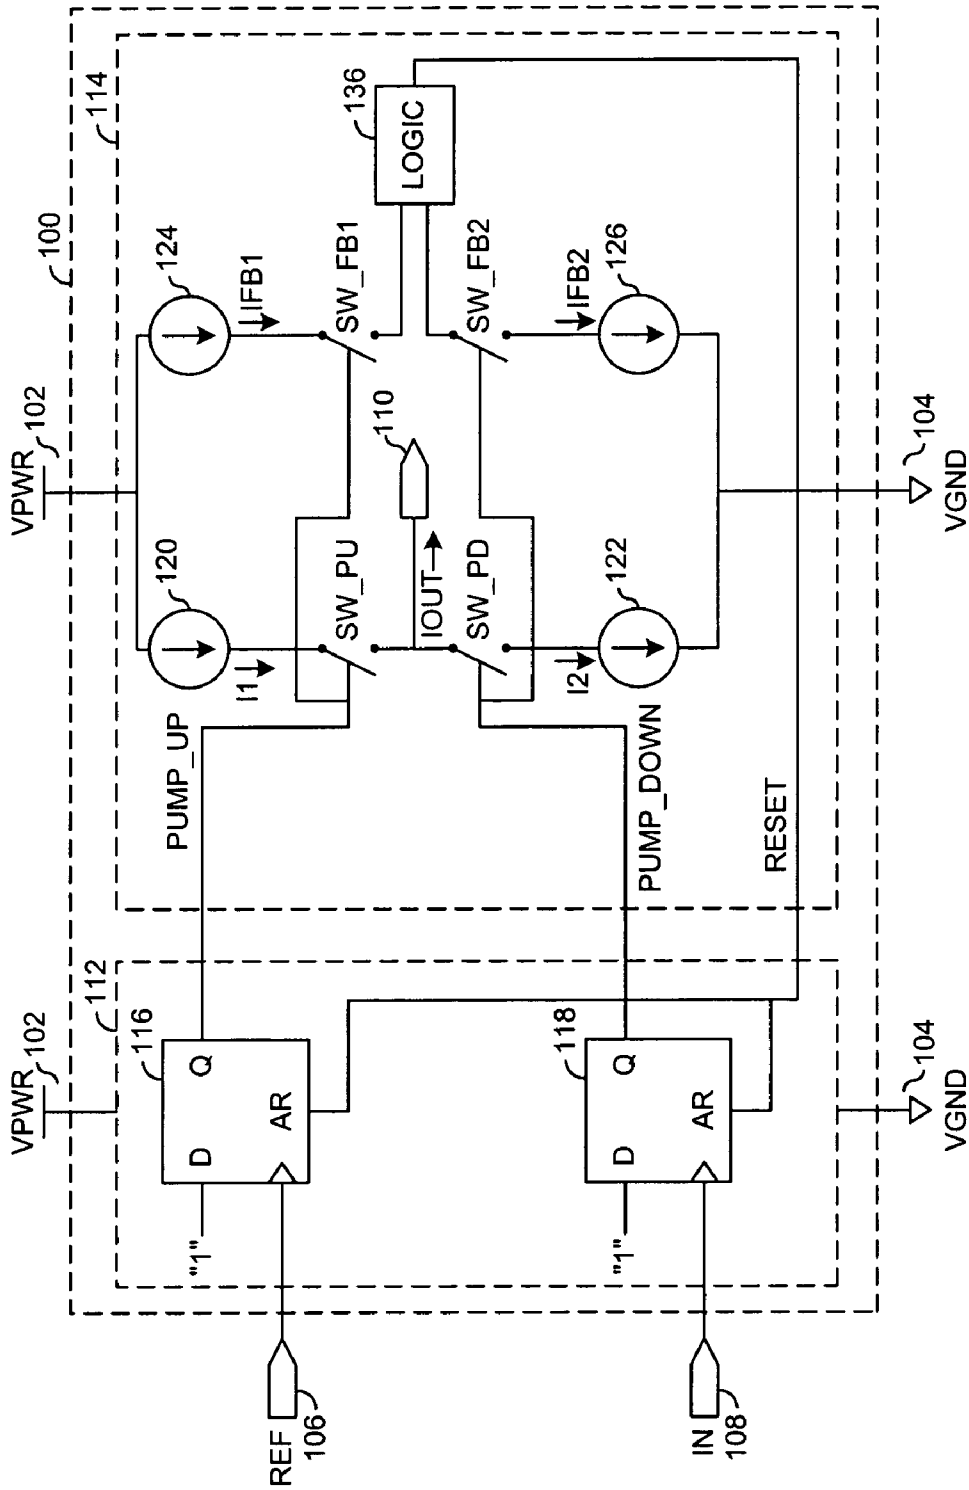 100
114
112
VPWR
102
VPWR
102
116
D
Q
AR
"1"
118
D
Q
AR
"1"
REF
106
IN
108
PUMP_UP
PUMP_DOWN
RESET
120
I1
124
IFB1
SW_PU
SW_FB1
136
LOGIC
110
IOUT
SW_PD
SW_FB2
I2
122
IFB2
126
104
VGND
104
VGND